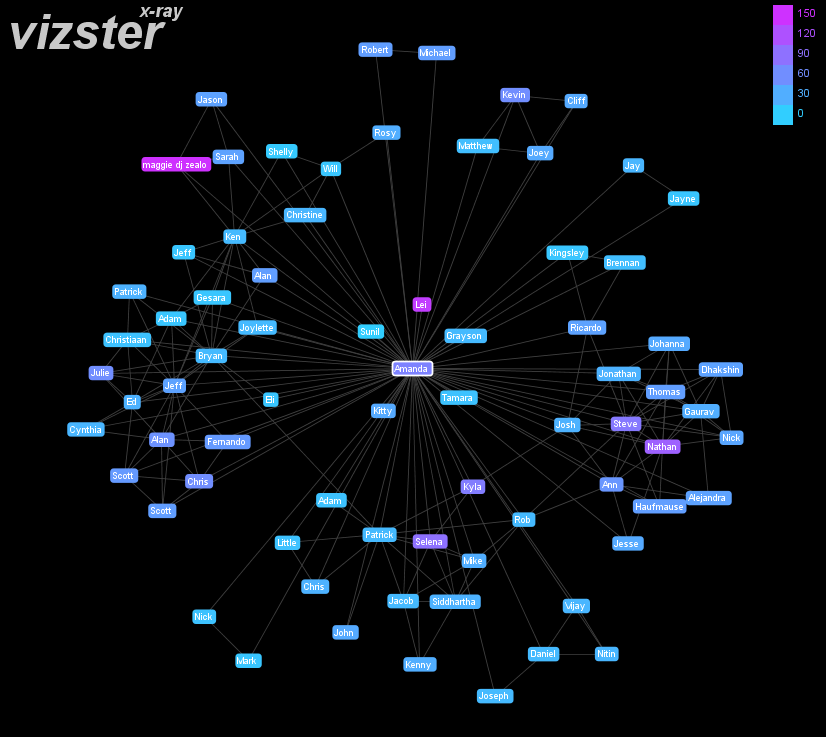 x-ray
vizster
150
120
90
60
30
0
Robert
Michael
Jason
Kevin
Cliff
Rosy
Matthew
Joey
Shelly
Sarah
maggie dj zealo
Will
Jay
Jayne
Christine
Ken
Jeff
Kingsley
Brennan
Alan
Patrick
Gesara
Lei
Adam
Joylette
Sunil
Ricardo
Grayson
Christiaan
Johanna
Bryan
Amanda
Julie
Jonathan
Dhakshin
Jeff
Thomas
Ed
Eli
Tamara
Kitty
Gaurav
Cynthia
Josh
Steve
Alan
Fernando
Nick
Nathan
Scott
Chris
Kyla
Ann
Adam
Alejandra
Scott
Haufmause
Rob
Patrick
Little
Selena
Jesse
Mike
Chris
Jacob
Siddhartha
Vijay
Nick
John
Mark
Kenny
Daniel
Nitin
Joseph